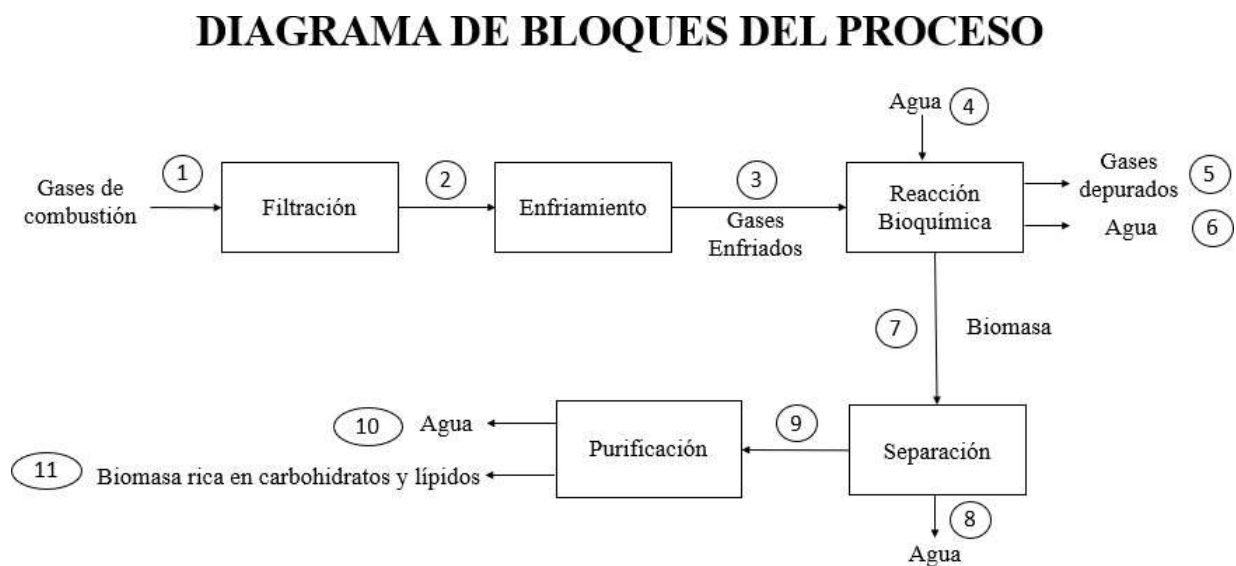 DIAGRAMA DE BLOQUES DEL PROCESO
Agua 4
Gases de
combustión
1
Filtración
2
Enfriamiento
3
Gases
Enfriados
Reacción
Bioquímica
Gases
depurados
5
Agua 6
7 Biomasa
10 Agua
11 Biomasa rica en carbohidratos y lípidos
Purificación
9
Separación
8
Agua